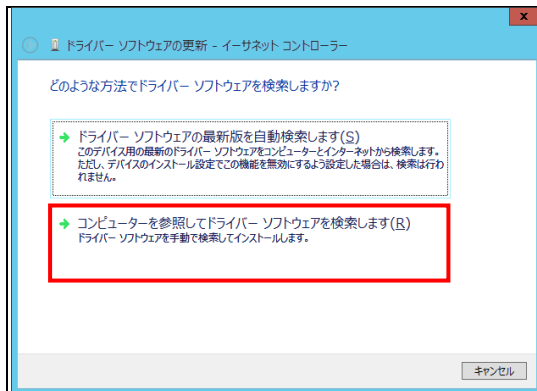 x
ドライバー ソフトウェアの更新 - イーサネット コントローラー
どのような方法でドライバー ソフトウェアを検索しますか?
ドライバー ソフトウェアの最新版を自動検索します(S)
このデバイス用の最新のドライバー ソフトウェアをコンピューターとインターネットから検索します。
ただし、デバイスのインストール設定でこの機能を無効にするよう設定した場合は、検索は行わ
れません。
コンピューターを参照してドライバー ソフトウェアを検索します(R)
ドライバー ソフトウェアを手動で検索してインストールします。
キャンセル